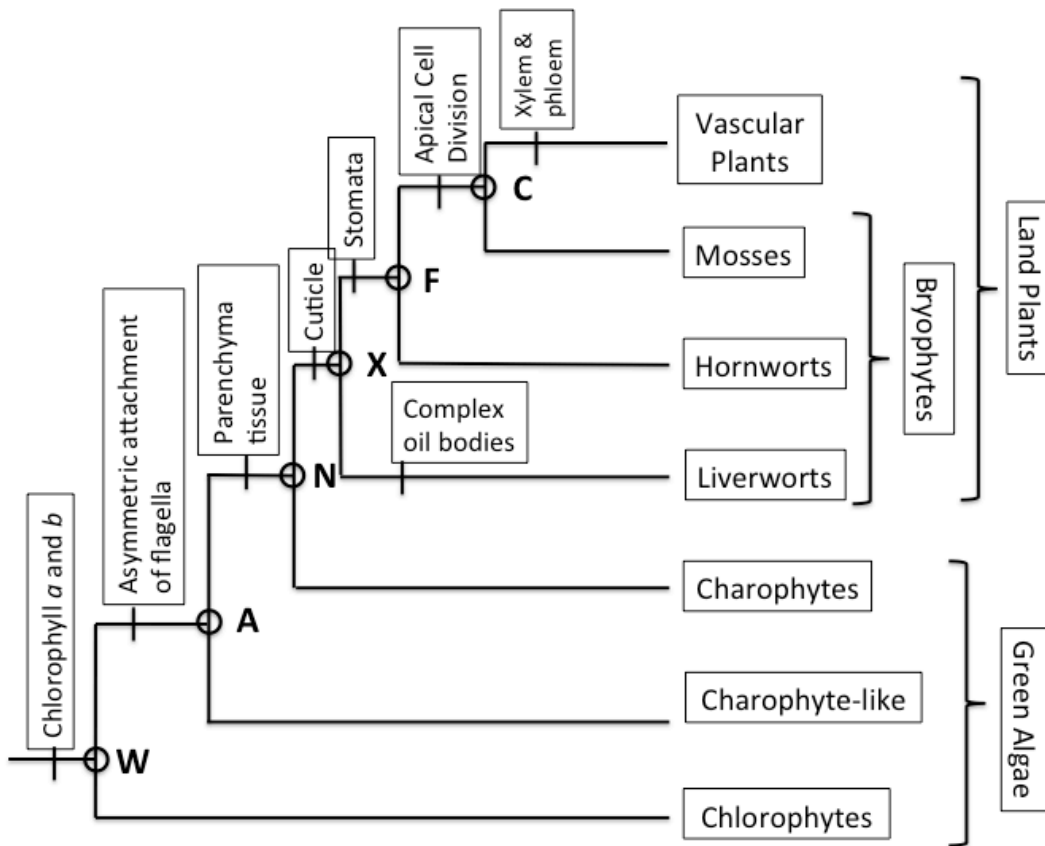 Xylem &
phloem
Apical Cell
Division
Vascular
Plants
C
Stomata
Mosses
Land Plants
Cuticle
F
Bryophytes
Parenchyma
tissue
Hornworts
X
Asymmetric attachment
of flagella
Complex
oil bodies
N
Liverworts
Chlorophyll a and b
Charophytes
A
Charophyte-like
Green Algae
W
Chlorophytes